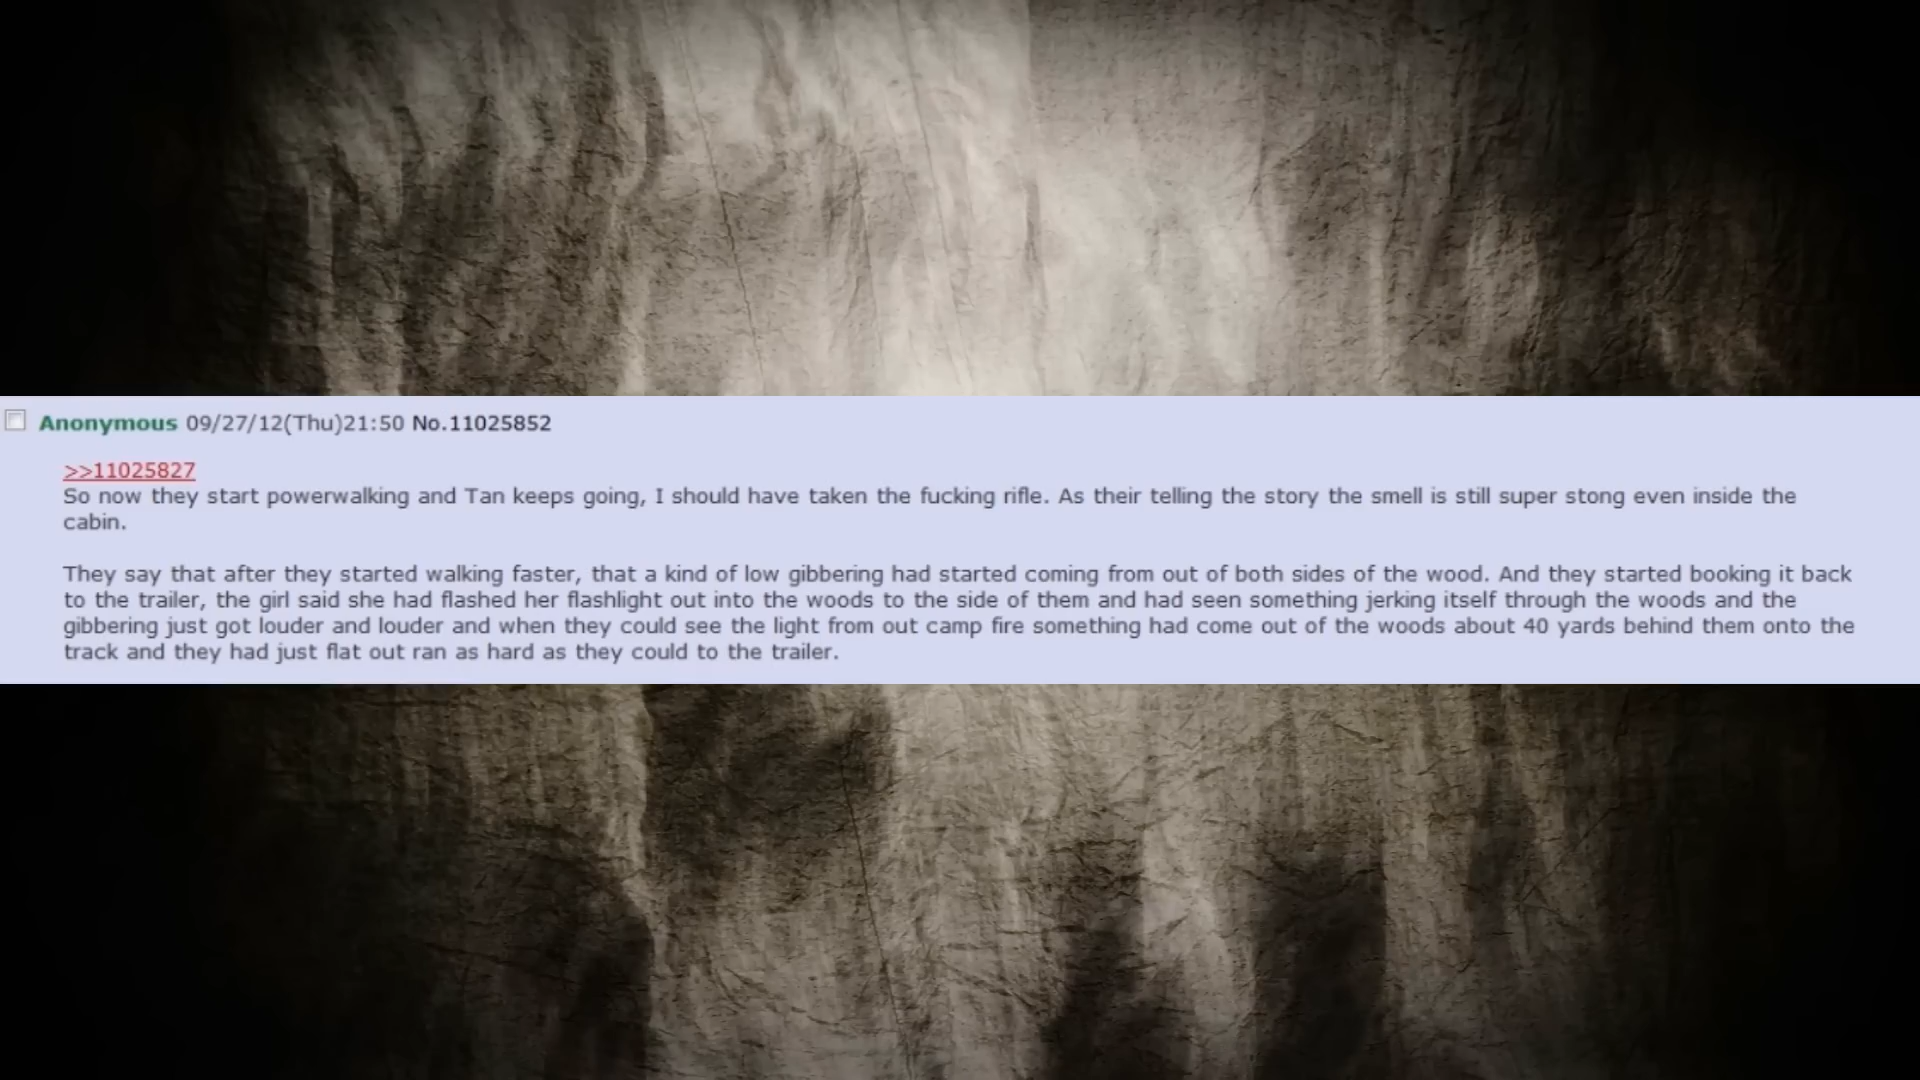 Anonymous 09/27/12(Thu)21:50 No.11025852
>>11025827
So now they start powerwalking and Tan keeps going, I should have taken the fucking rifle. As their telling the story the smell is still super stong even inside the
cabin.
They say that after they started walking faster, that a kind of low gibbering had started coming from out of both sides of the wood. And they started booking it back
to the trailer, the girl said she had flashed her flashlight out into the woods to the side of them and had seen something jerking itself through the woods and the
gibbering just got louder and louder and when they could see the light from out camp fire something had come out of the woods about 40 yards behind them onto the
track and they had just flat out ran as hard as they could to the trailer.